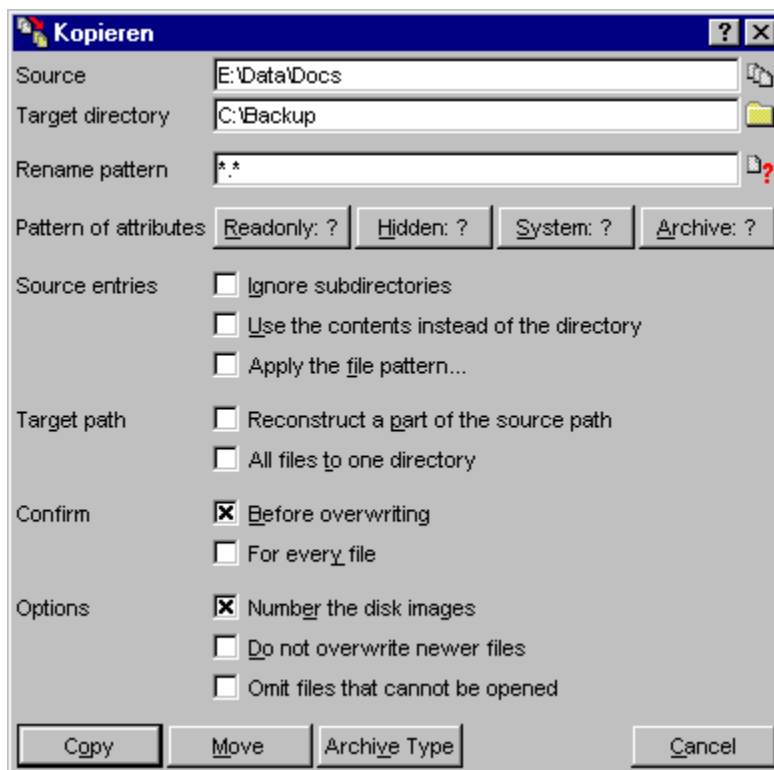 Kopieren
Source E:\Data\Docs
Target directory C:\Backup
Rename pattern *.*
Pattern of attributes Readonly: ? Hidden: ? System: ? Archive: ?
Source entries Ignore subdirectories
Use the contents instead of the directory
Apply the file pattern...
Target path Reconstruct a part of the source path
All files to one directory
Confirm Before overwriting
For every file
Options Number the disk images
Do not overwrite newer files
Omit files that cannot be opened
Copy Move Archive Type Cancel